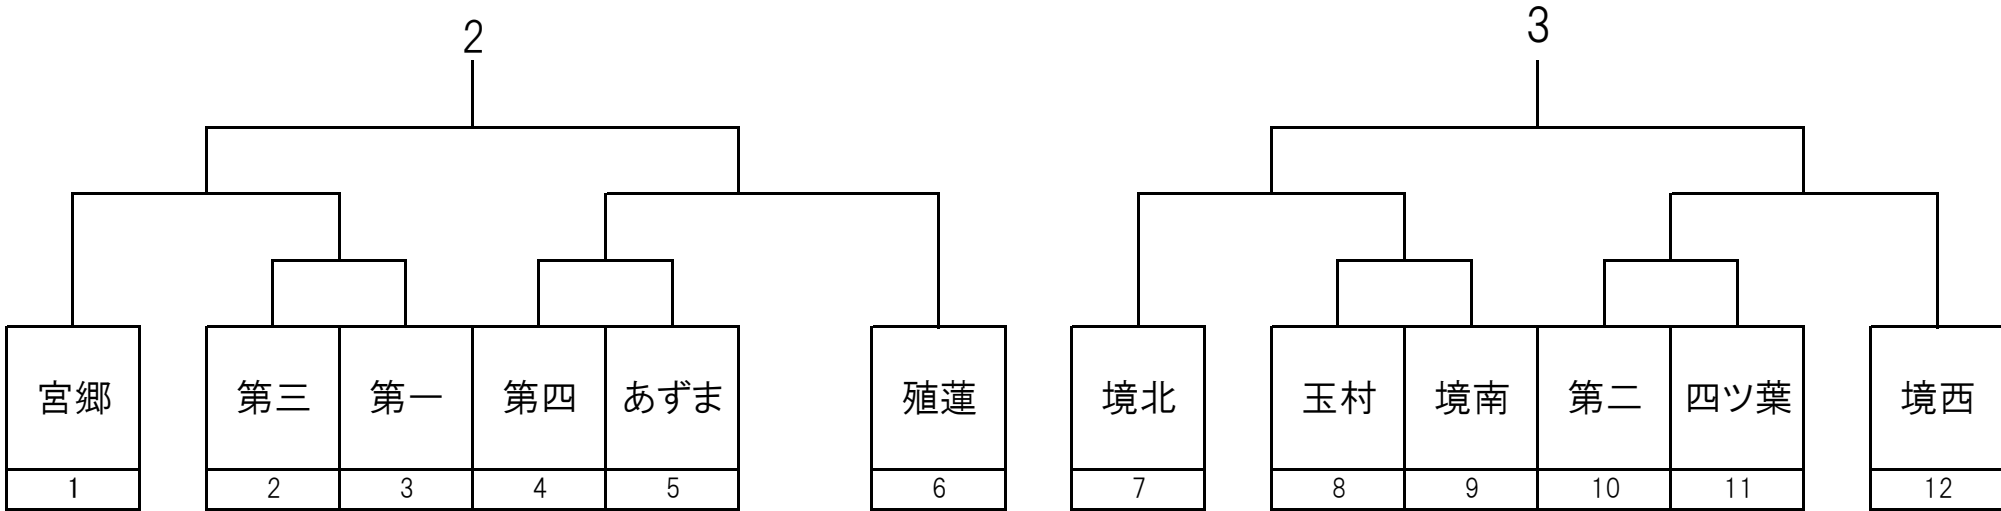 2 3
宮郷 第三 第一 第四 あずま 殖蓮 境北 玉村 境南 第二 四ツ葉 境西
1 2 3 4 5 6 7 8 9 10 11 12